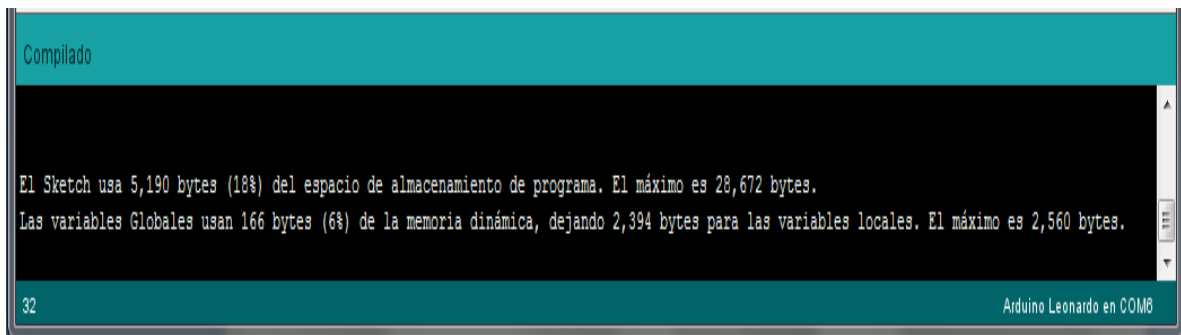 Compilado
El Sketch usa 5,190 bytes (18%) del espacio de almacenamiento de programa. El máximo es 28,672 bytes.
Las variables Globales usan 166 bytes (6%) de la memoria dinámica, dejando 2,394 bytes para las variables locales. El máximo es 2,560 bytes.
32
Arduino Leonardo en COM6